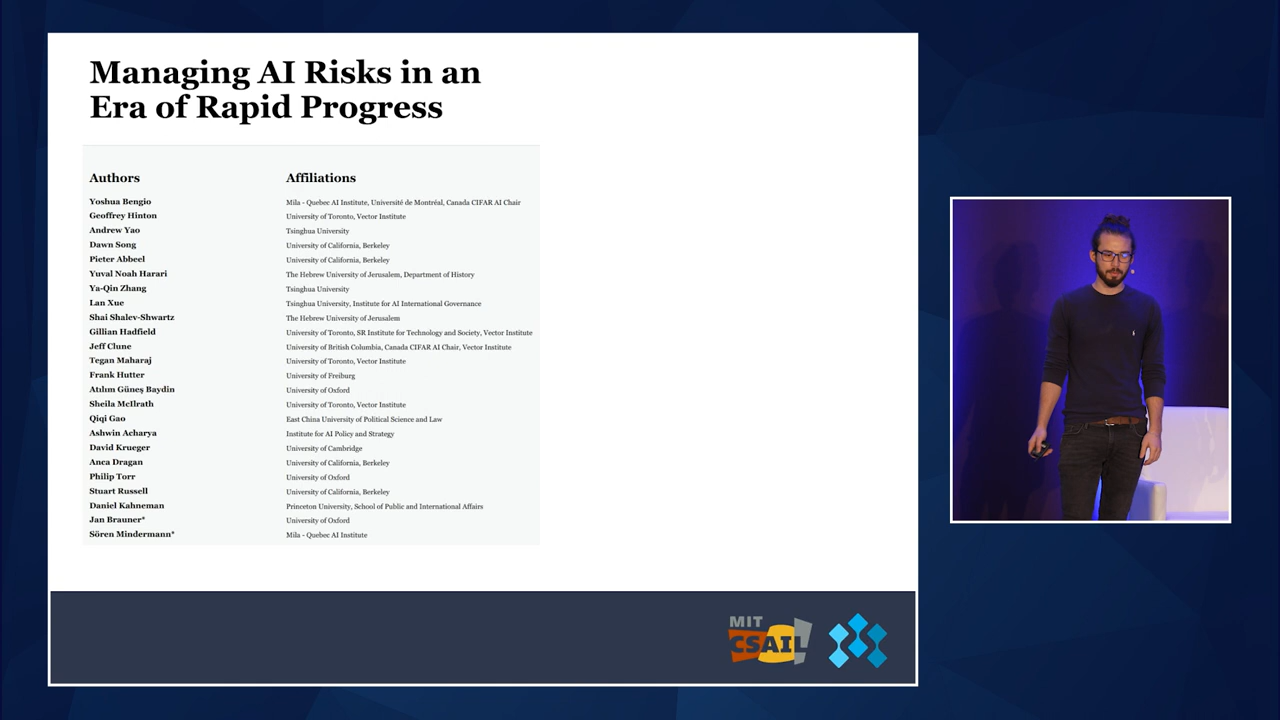 Managing AI Risks in an
Era of Rapid Progress
Authors Affiliations
Yoshua Bengio Mila - Quebec AI Institute, Université de Montréal, Canada CIFAR AI Chair
Geoffrey Hinton University of Toronto, Vector Institute
Andrew Yao Tsinghua University
Dawn Song University of California, Berkeley
Pieter Abbeel University of California, Berkeley
Yuval Noah Harari The Hebrew University of Jerusalem, Department of History
Ya-Qin Zhang Tsinghua University
Lan Xue Tsinghua University, Institute for AI International Governance
Shai Shalev-Shwartz The Hebrew University of Jerusalem
Gillian Hadfield University of Toronto, SR Institute for Technology and Society, Vector Institute
Jeff Clune University of British Columbia, Canada CIFAR AI Chair, Vector Institute
Tegan Maharaj University of Toronto, Vector Institute
Frank Hutter University of Freiburg
Atılım Güneş Baydin University of Oxford
Sheila McIlrath University of Toronto, Vector Institute
Qiqi Gao East China University of Political Science and Law
Ashwin Acharya Institute for AI Policy and Strategy
David Krueger University of Cambridge
Anca Dragan University of California, Berkeley
Philip Torr University of Oxford
Stuart Russell University of California, Berkeley
Daniel Kahneman Princeton University, School of Public and International Affairs
Jan Brauner* University of Oxford
Sören Mindermann* Mila - Quebec AI Institute
MIT
CSAIL